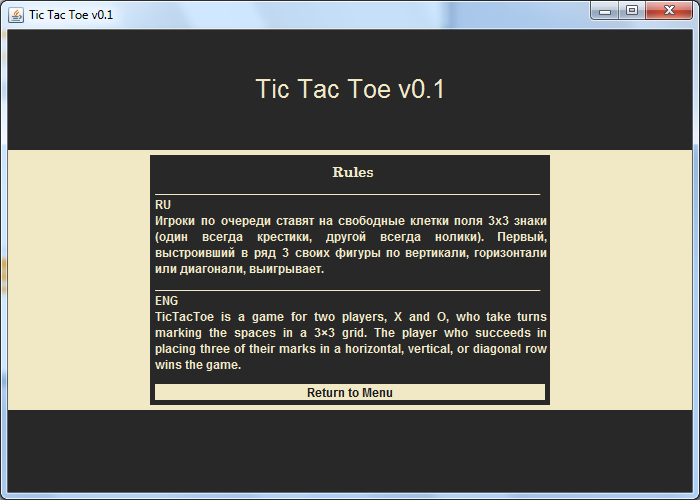 Tic Tac Toe v0.1
Tic Tac Toe v0.1
Rules
RU
Игроки по очереди ставят на свободные клетки поля 3x3 знаки
(один всегда крестики, другой всегда нолики). Первый,
выстроивший в ряд 3 своих фигуры по вертикали, горизонтали
или диагонали, выигрывает.
ENG
TicTacToe is a game for two players, X and O, who take turns
marking the spaces in a 3×3 grid. The player who succeeds in
placing three of their marks in a horizontal, vertical, or diagonal row
wins the game.
Return to Menu